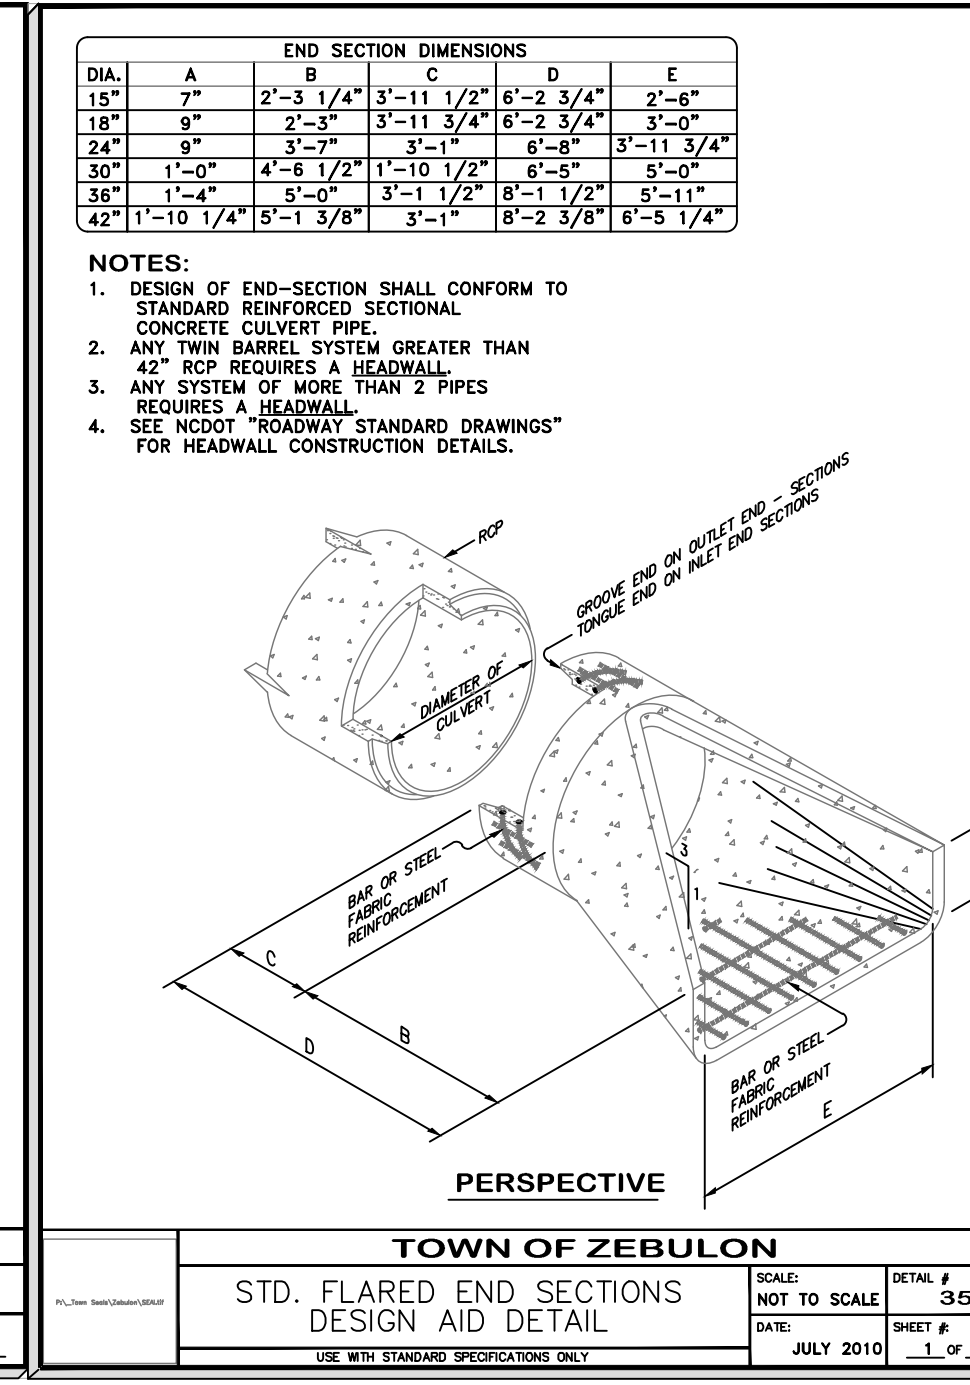 END SECTION DIMENSIONS
DIA. A B C D E
15" 7" 2'-3 1/4" 3'-11 1/2" 6'-2 3/4" 2'-6"
18" 9" 2'-3" 3'-11 3/4" 6'-2 3/4" 3'-0"
24" 9" 3'-7" 3'-1" 6'-8" 3'-11 3/4"
30" 1'-0" 4'-6 1/2" 1'-10 1/2" 6'-5" 5'-0"
36" 1'-4" 5'-0" 3'-1 1/2" 8'-1 1/2" 5'-11"
42" 1'-10 1/4" 5'-1 3/8" 3'-1" 8'-2 3/8" 6'-5 1/4"
NOTES:
1. DESIGN OF END-SECTION SHALL CONFORM TO
STANDARD REINFORCED SECTIONAL
CONCRETE CULVERT PIPE.
2. ANY TWIN BARREL SYSTEM GREATER THAN
42" RCP REQUIRES A HEADWALL.
3. ANY SYSTEM OF MORE THAN 2 PIPES
REQUIRES A HEADWALL.
4. SEE NCDOT "ROADWAY STANDARD DRAWINGS"
FOR HEADWALL CONSTRUCTION DETAILS.
RCP
GROOVE END ON OUTLET END - SECTIONS
TONGUE END ON INLET END SECTIONS
DIAMETER OF
CULVERT
3
1
BAR OR STEEL
FABRIC
REINFORCEMENT
C
B
D
BAR OR STEEL
FABRIC
REINFORCEMENT
E
PERSPECTIVE
TOWN OF ZEBULON
P:\_Town Seals\Zebulon\SEAL.tif
STD. FLARED END SECTIONS
DESIGN AID DETAIL
USE WITH STANDARD SPECIFICATIONS ONLY
SCALE:
NOT TO SCALE
DETAIL #
35
DATE:
JULY 2010
SHEET #:
1 OF